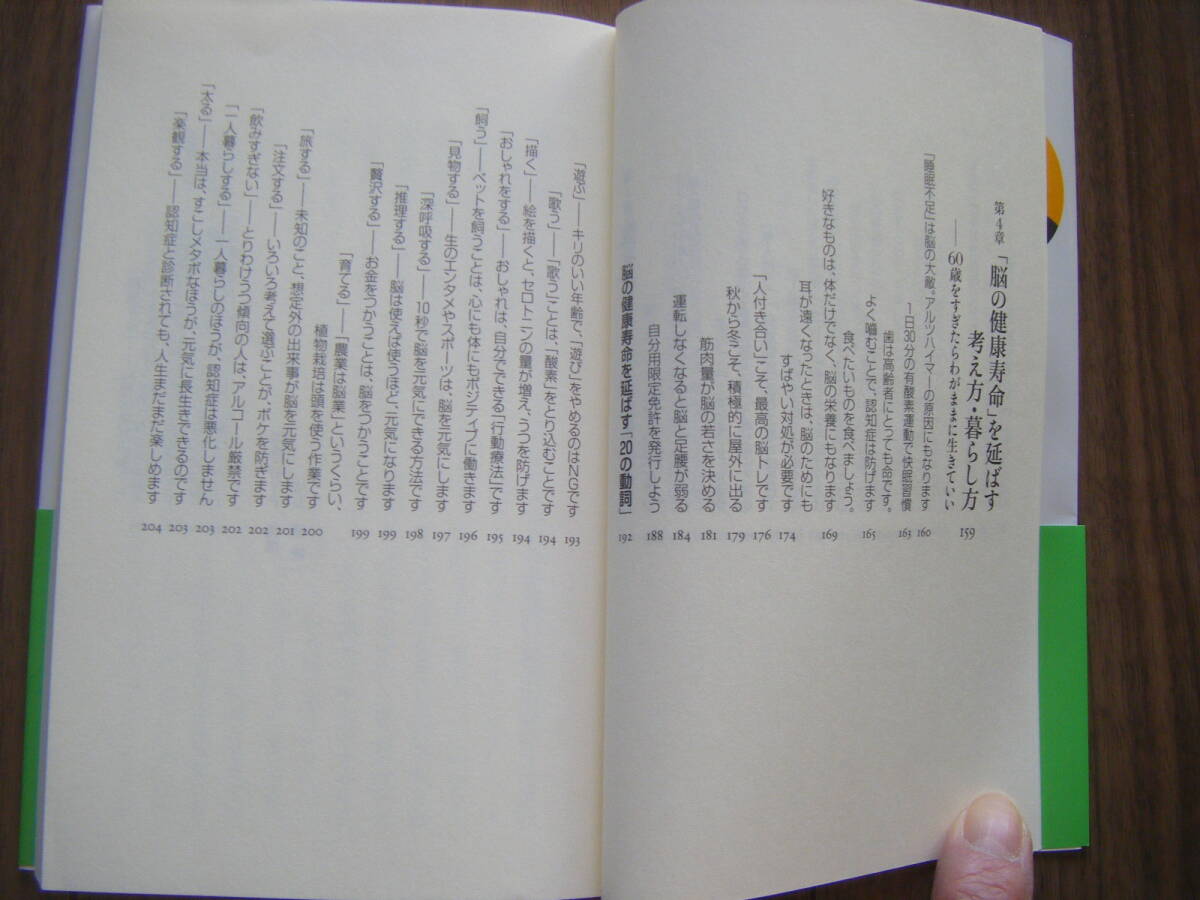 第4章 「脳の健康寿命」を延ばす
考え方・暮らし方
―― 60歳をすぎたらわがままに生きていい 159
「睡眠不足」は脳の大敵。アルツハイマーの原因にもなります 160
1日30分の有酸素運動で快眠習慣 163
歯は高齢者にとっても命です。
よく嚙むことで、認知症は防げます 165
食べたいものを食べましょう。
好きなものは、体だけでなく、脳の栄養にもなります 169
耳が遠くなったときは、脳のためにも
すばやい対処が必要です 174
「人付き合い」こそ、最高の脳トレです 176
秋から冬こそ、積極的に屋外に出る 179
筋肉量が脳の若さを決める 181
運転しなくなると脳と足腰が弱る 184
自分用限定免許を発行しよう 188
脳の健康寿命を延ばす「20の動詞」 192
「遊ぶ」――キリのいい年齢で、「遊び」をやめるのはNGです 193
「歌う」――「歌う」ことは、「酸素」をとり込むことです 194
「描く」――絵を描くと、セロトニンの量が増え、うつを防げます 194
「おしゃれをする」――おしゃれは、自分でできる「行動療法」です 195
「飼う」――ペットを飼うことは、心にも体にもポジティブに働きます 196
「見物する」――生のエンタメやスポーツは、脳を元気にします 197
「深呼吸する」――10秒で脳を元気にできる方法です 198
「推理する」――脳は使えば使うほど、元気になります 199
「贅沢する」――お金をつかうことは、脳をつかうことです 199
「育てる」――「農業は脳業」というくらい、
植物栽培は頭を使う作業です 200
「旅する」――未知のこと、想定外の出来事が脳を元気にします 201
「注文する」――いろいろ考えて選ぶことが、ボケを防ぎます 202
「飲みすぎない」――とりわけうつ傾向の人は、アルコール厳禁です 202
「一人暮らしする」――一人暮らしのほうが、認知症は悪化しません 203
「太る」――本当は、すこしメタボなほうが、元気に長生きできるのです 203
「楽観する」――認知症と診断されても、人生まだまだ楽しめます 204